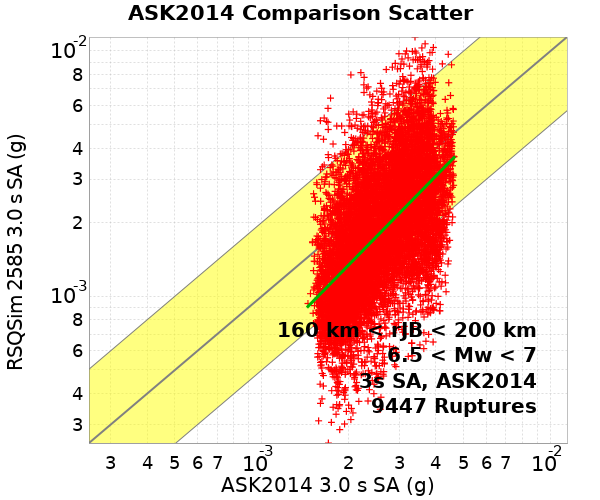 ASK2014 Comparison Scatter
RSQSim 2585 3.0 s SA (g)
10-2
8
6
4
3
2
10-3
8
6
4
3
160 km < rJB < 200 km
6.5 < Mw < 7
3s SA, ASK2014
9447 Ruptures
3 4 5 6 7 10-3 2 3 4 5 6 7 10-2
ASK2014 3.0 s SA (g)